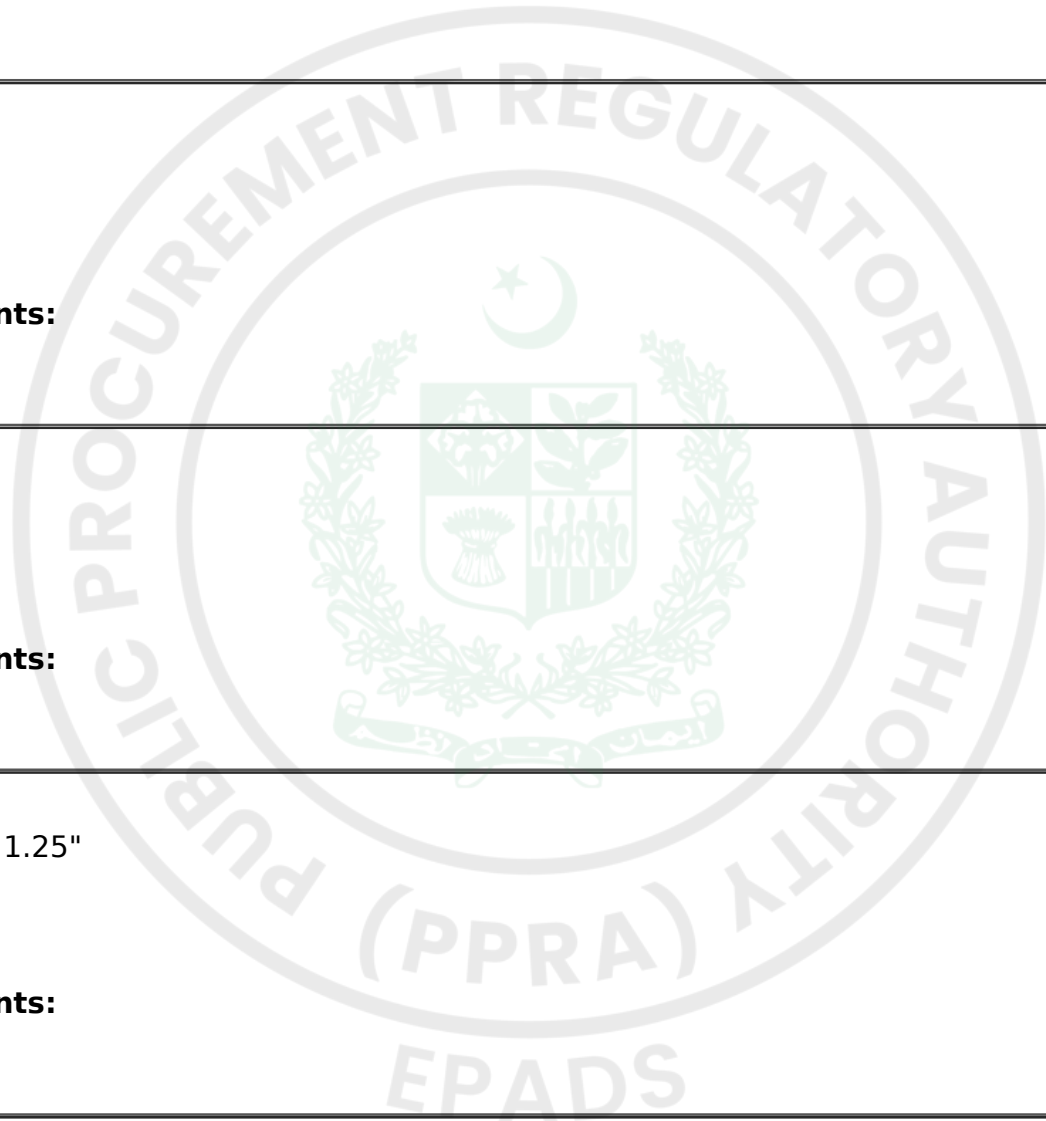 PUBLIC PROCUREMENT REGULATORY AUTHORITY
nts:
nts:
1.25"
nts:
(PPRA)
EPADS